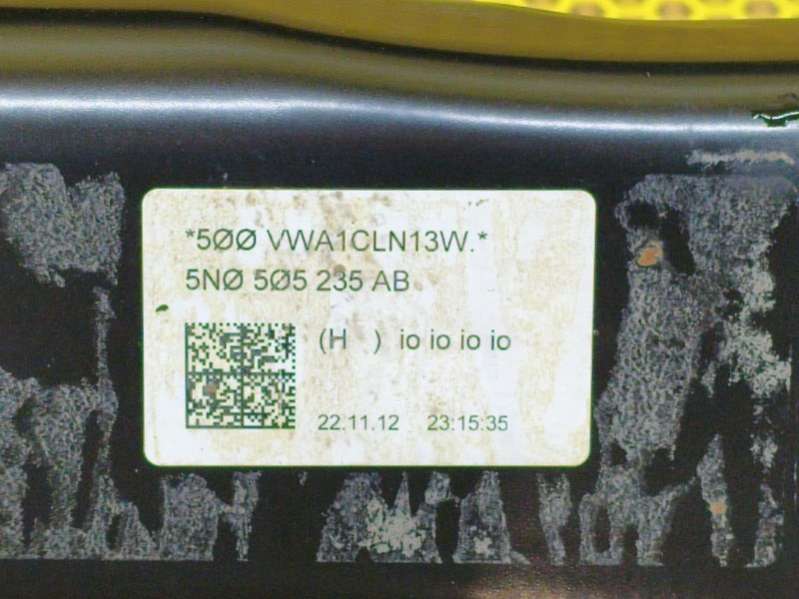 *5ØØ VWA1CLN13W.*
5NØ 5Ø5 235 AB
(H  ) io io io io
22.11.12 23:15:35